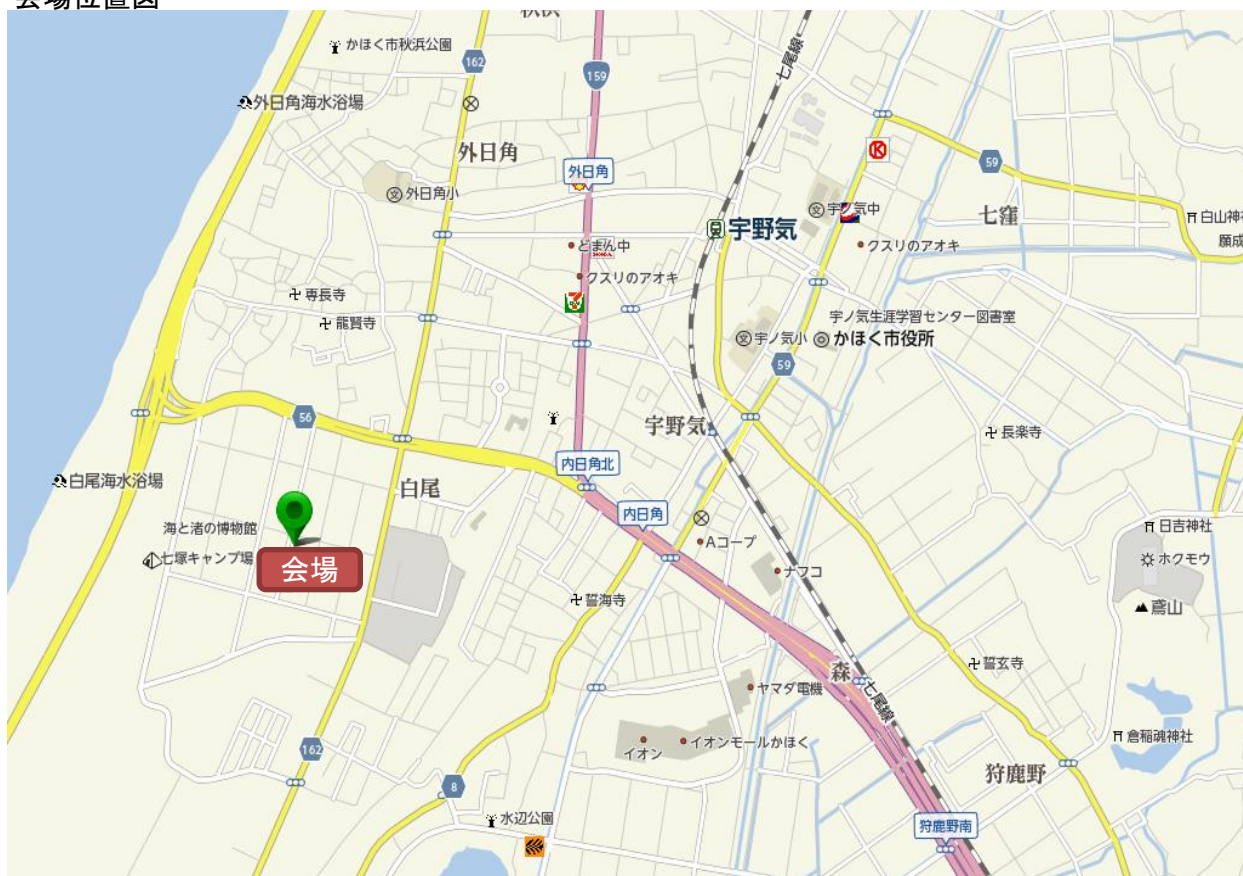 会場位置図
秋浜
かほく市秋浜公園
162
159
七尾線
外日角海水浴場
外日角
外日角
59
外日角小
宇野気
宇ノ気中
七窪
白山神社
願成
どまん中
クスリのアオキ
クスリのアオキ
専長寺
龍賢寺
宇ノ気生涯学習センター図書室
宇ノ気小
かほく市役所
59
56
宇野気
長楽寺
内日角北
白尾海水浴場
白尾
内日角
海と渚の博物館
日吉神社
Aコープ
七塚キャンプ場
会場
ナフコ
ホクモウ
誓海寺
鳶山
誓玄寺
森
ヤマダ電機
七尾線
162
イオン
イオンモールかほく
倉稲魂神社
狩鹿野
8
水辺公園
狩鹿野南